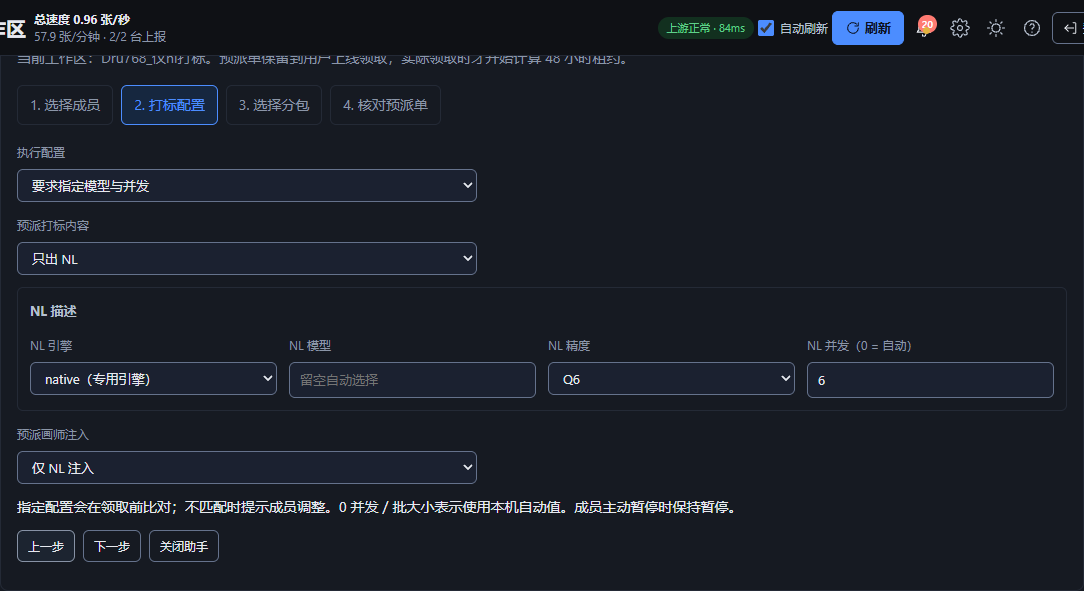 区 总速度 0.96 张/秒
57.9 张/分钟 · 2/2 台上报
上游正常 · 84ms 自动刷新 刷新 20
当前工作区：Dru768_仅nl打标。预派单保留到用户上线领取，实际领取时才开始计算 48 小时租约。
1. 选择成员 2. 打标配置 3. 选择分包 4. 核对预派单
执行配置
要求指定模型与并发
预派打标内容
只出 NL
NL 描述
NL 引擎 NL 模型 NL 精度 NL 并发（0 = 自动）
native（专用引擎） 留空自动选择 Q6 6
预派画师注入
仅 NL 注入
指定配置会在领取前比对；不匹配时提示成员调整。0 并发 / 批大小表示使用本机自动值。成员主动暂停时保持暂停。
上一步 下一步 关闭助手